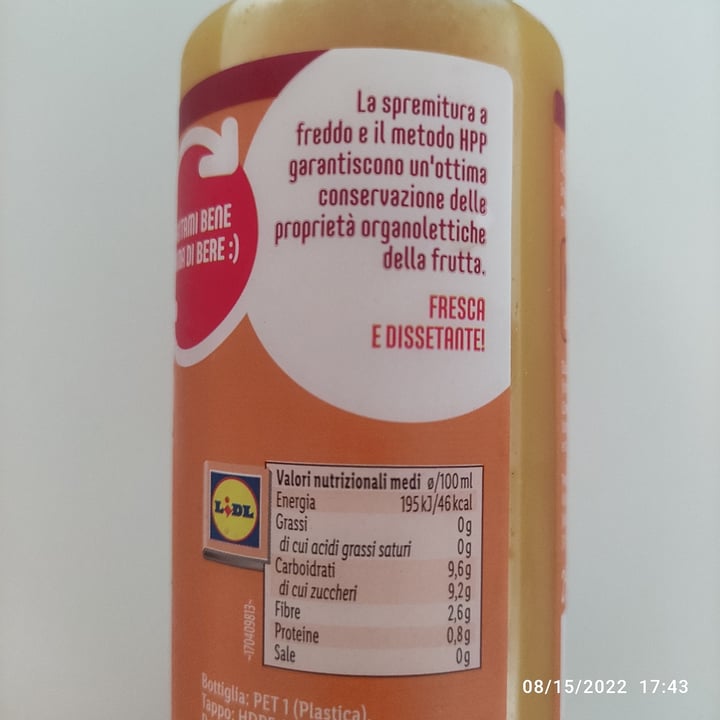 La spremitura a
freddo e il metodo HPP
garantiscono un'ottima
conservazione delle
proprietà organolettiche
della frutta.
FRESCA
E DISSETANTE!
BENE
DI BERE :)
LIDL
Valori nutrizionali medi ø/100ml
Energia 195kJ/46kcal
Grassi 0g
di cui acidi grassi saturi 0g
Carboidrati 9,6g
di cui zuccheri 9,2g
Fibre 2,6g
Proteine 0,8g
Sale 0g
~170409813~
Bottiglia: PET 1 (Plastica).
Tappo:
08/15/2022 17:43